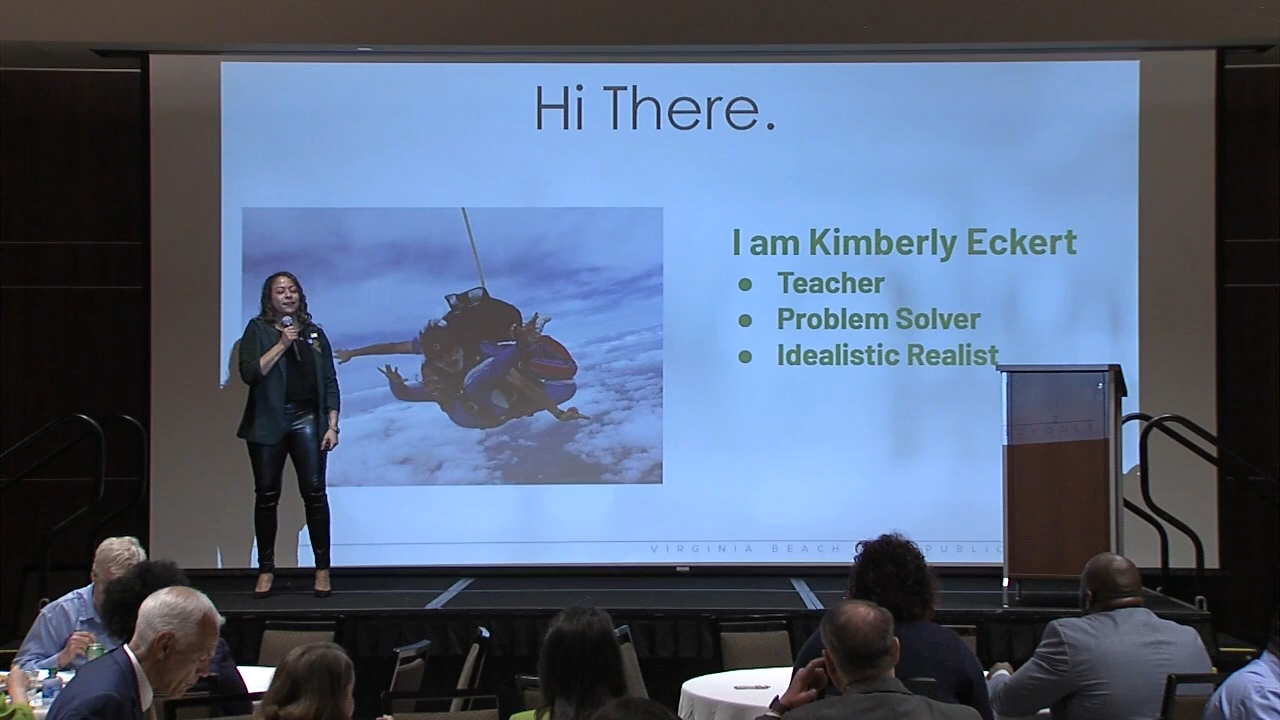 Hi There.
I am Kimberly Eckert
● Teacher
● Problem Solver
● Idealistic Realist
VIRGINIA BEACH PUBLIC